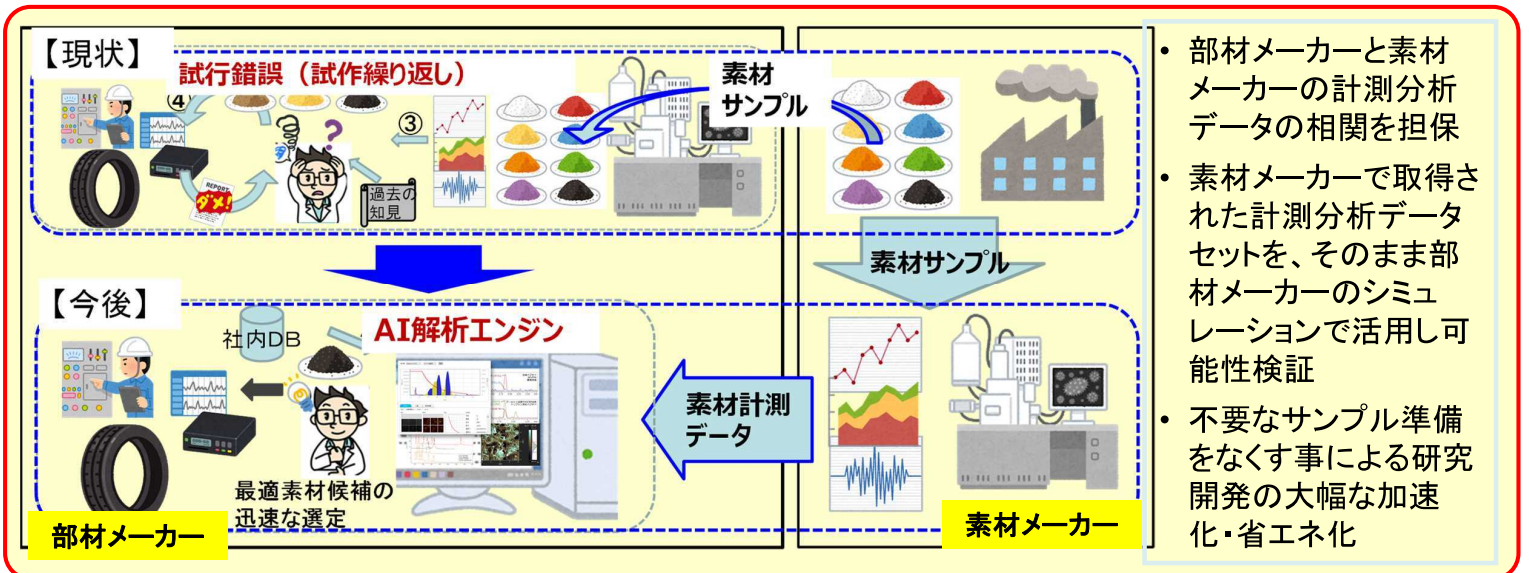 【現状】
試行錯誤（試作繰り返し）
④
③
REPORT
ダメ!
過去の
知見
素材
サンプル
素材サンプル
【今後】
社内DB
AI解析エンジン
最適素材候補の
迅速な選定
素材計測
データ
部材メーカー
素材メーカー
• 部材メーカーと素材
メーカーの計測分析
データの相関を担保
• 素材メーカーで取得さ
れた計測分析データ
セットを、そのまま部
材メーカーのシミュ
レーションで活用し可
能性検証
• 不要なサンプル準備
をなくす事による研究
開発の大幅な加速
化・省エネ化